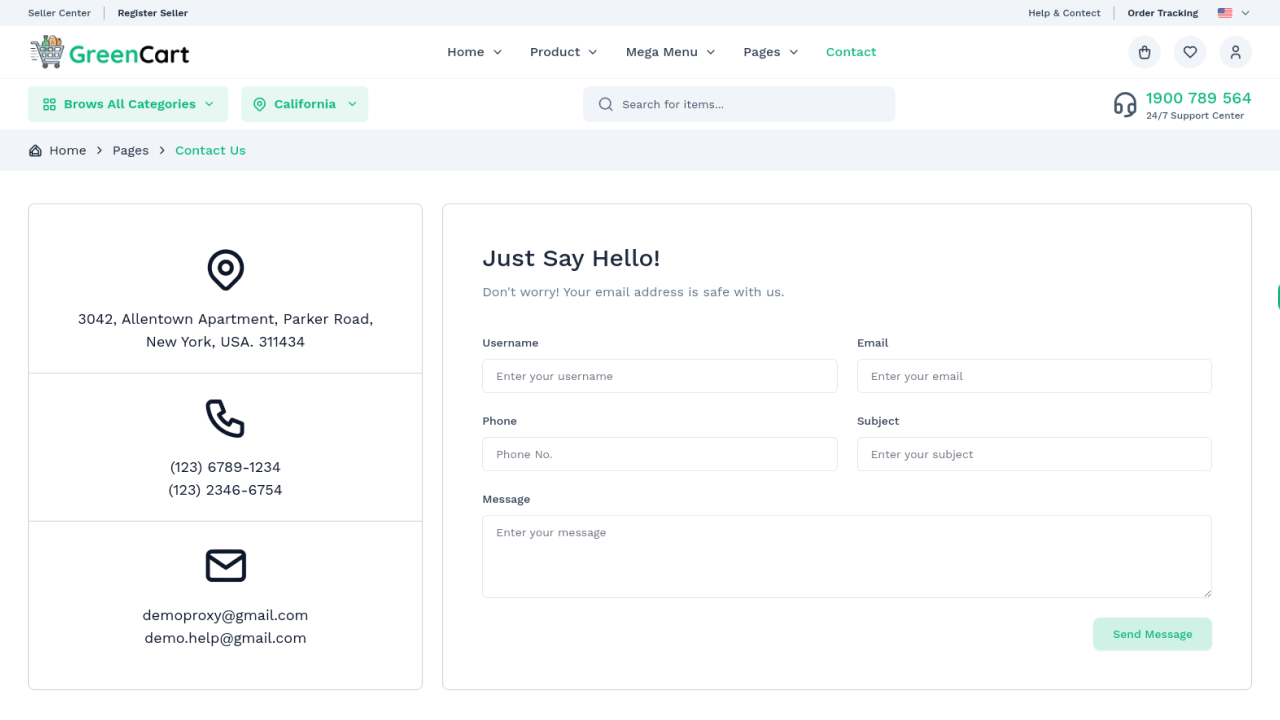 Seller Center
Register Seller
Help & Contect
Order Tracking
GreenCart
Home
Product
Mega Menu
Pages
Contact
Brows All Categories
California
Search for items...
1900 789 564
24/7 Support Center
Home
Pages
Contact Us
3042, Allentown Apartment, Parker Road,
New York, USA. 311434
(123) 6789-1234
(123) 2346-6754
demoproxy@gmail.com
demo.help@gmail.com
Just Say Hello!
Don't worry! Your email address is safe with us.
Username
Email
Enter your username
Enter your email
Phone
Subject
Phone No.
Enter your subject
Message
Enter your message
Send Message